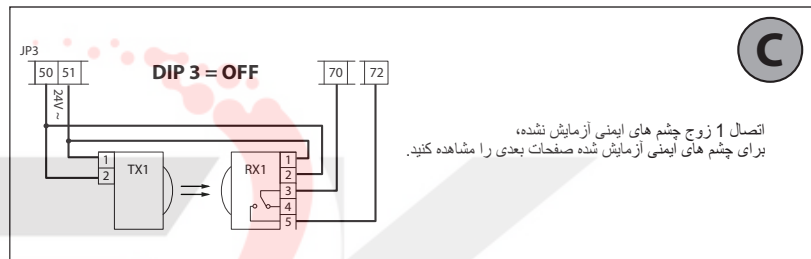 JP3
50 51
DIP 3 = OFF
70 72
C
24V ~
1
2
TX1
RX1
1
2
3
4
5
اتصال 1 زوج چشم های ایمنی آزمایش نشده،
برای چشم های ایمنی آزمایش شده صفحات بعدی را مشاهده کنید.